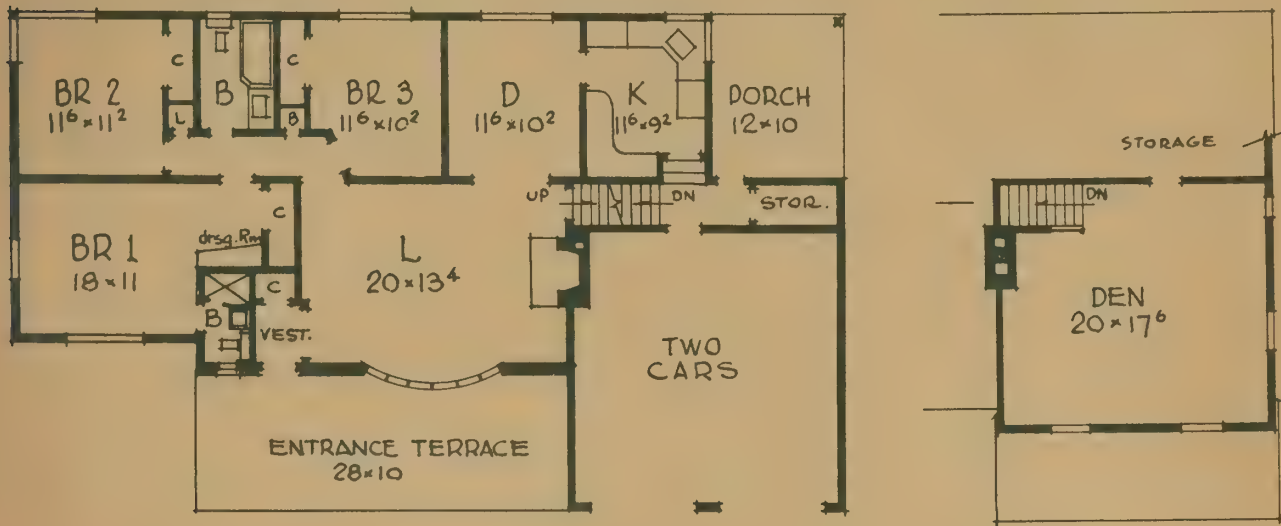 BR 2
11⁶×11²
C
L
B
C
B
BR 3
11⁶×10²
D
11⁶×10²
K
11⁶×9²
PORCH
12×10
UP
DN
STOR.
BR 1
18×11
drsg. Rm
C
C
B
VEST.
L
20×13⁴
TWO
CARS
ENTRANCE TERRACE
28×10
STORAGE
DN
DEN
20×17⁶